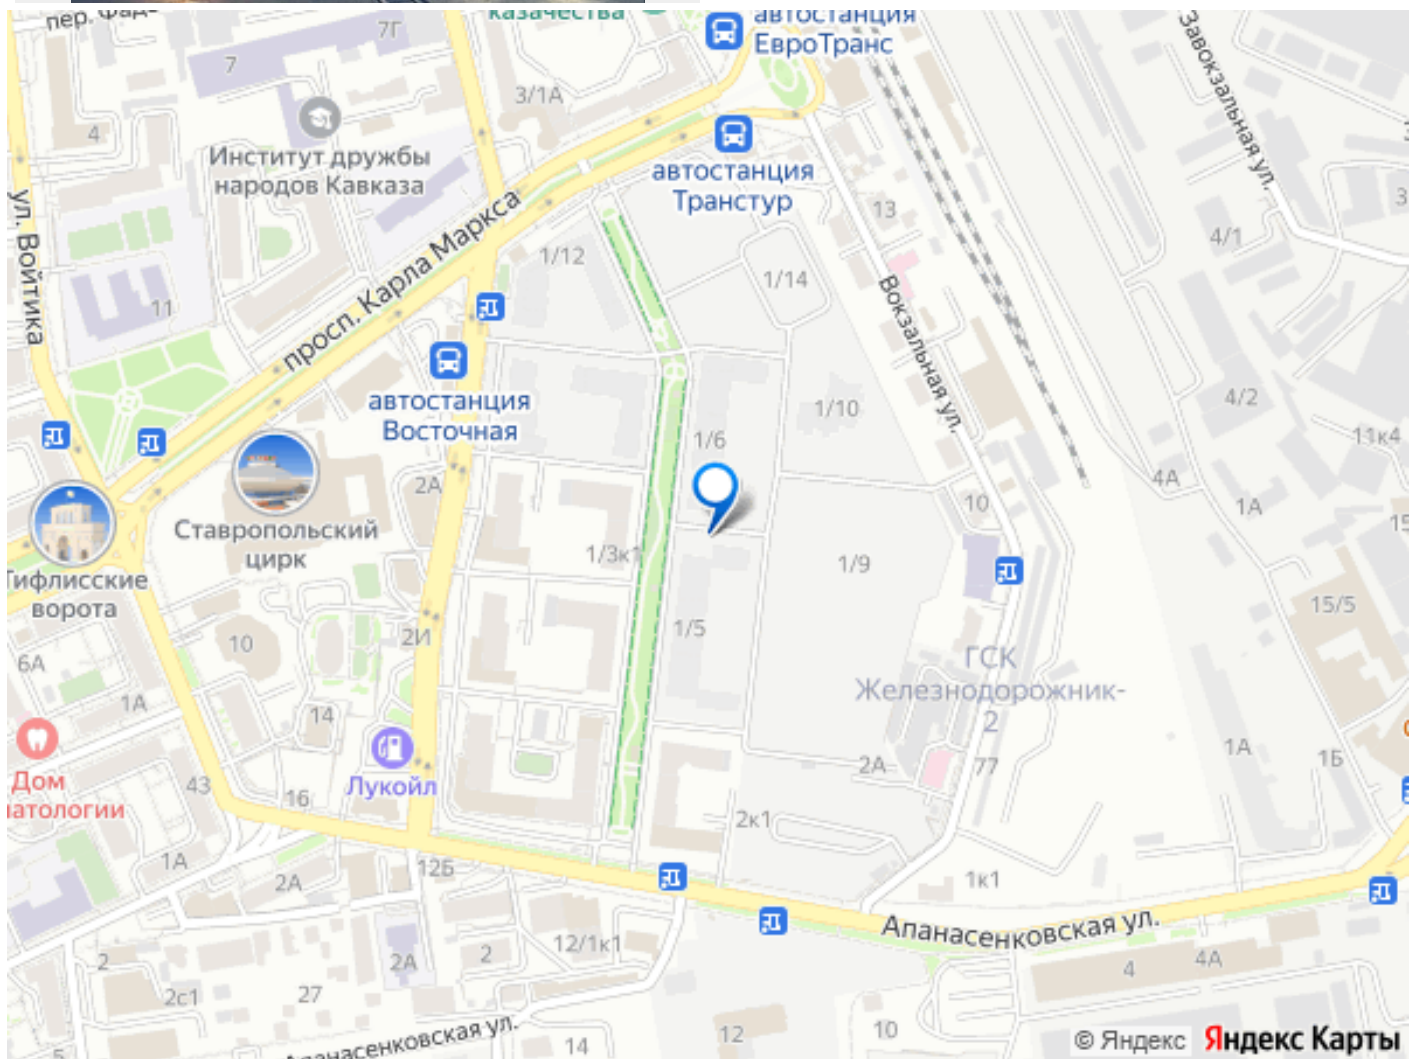 пер. Фаде
казачества
автостанция
ЕвроТранс
7Г
7
3/1А
4
Институт дружбы
народов Кавказа
автостанция
Транстур
Завокзальная ул.
ул. Войтика
просп. Карла Маркса
13
3
4/1
1/12
1/14
11
Вокзальная ул.
автостанция
Восточная
1/10
4/2
1/6
11к4
2А
4А
10
1А
15
Ставропольский
цирк
1/3к1
1/9
Тифлисские
ворота
15/5
10
2И
1/5
6А
ГСК
Железнодорожник-
2
1А
14
Дом
матологии
Лукойл
43
16
2А
77
1А
1Б
2к1
1А
2А
12Б
1к1
Апанасенковская ул.
12/1к1
2
2А
2
4
4А
2с1
27
Апанасенковская ул.
12
10
14
5
© Яндекс
Яндекс Карты